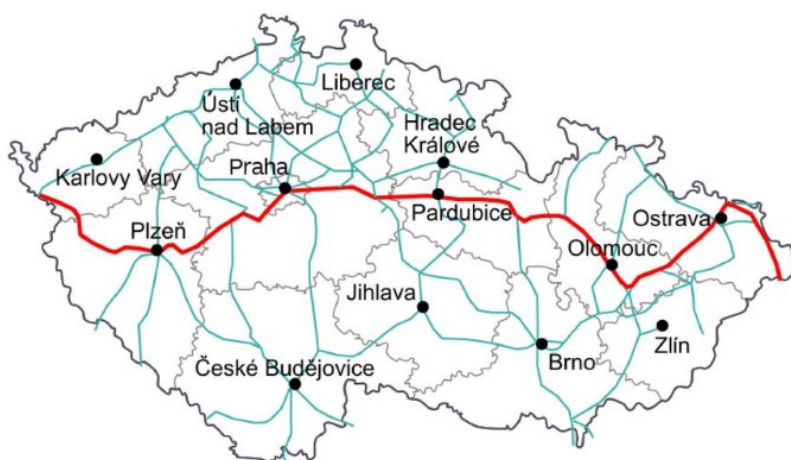 Liberec
Ústí
nad Labem
Hradec
Králové
Karlovy Vary
Praha
Pardubice
Ostrava
Plzeň
Olomouc
Jihlava
Zlín
Brno
České Budějovice